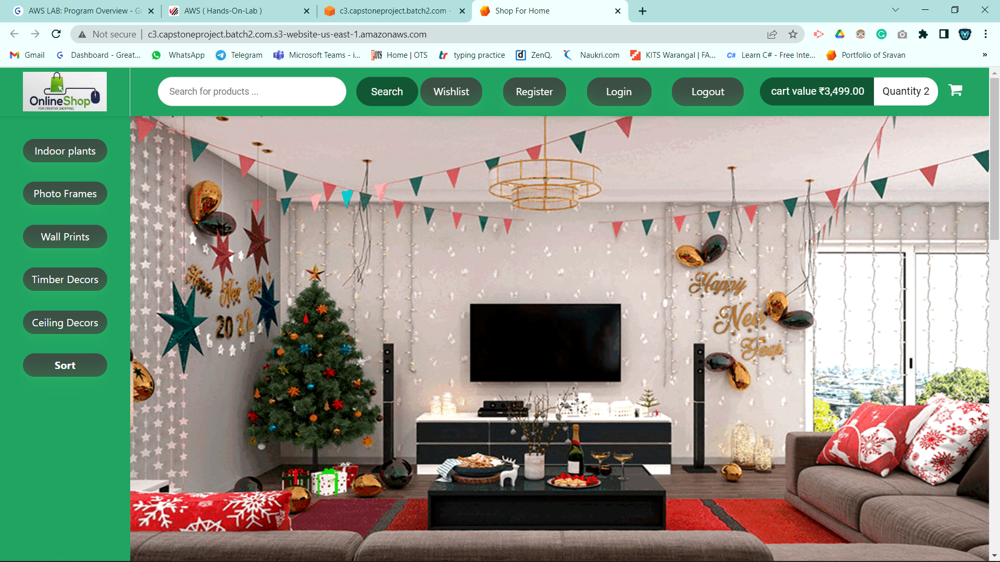 AWS LAB: Program Overview - Gr
AWS ( Hands-On-Lab )
c3.capstoneproject.batch2.com -
Shop For Home
Not secure
c3.capstoneproject.batch2.com.s3-website-us-east-1.amazonaws.com
Gmail
Dashboard - Great...
WhatsApp
Telegram
Microsoft Teams - i...
OTS
Home | OTS
tr
typing practice
ZenQ.
Naukri.com
KITS Warangal | FA...
C#
Learn C# - Free Inte...
Portfolio of Sravan
»
OnlineShop
FOR CREATIVE SHOPPING
Search for products ...
Search
Wishlist
Register
Login
Logout
cart value ₹3,499.00
Quantity 2
Indoor plants
Photo Frames
Wall Prints
Timber Decors
Ceiling Decors
Sort
Happy
New Year
2022
Happy
New
Year